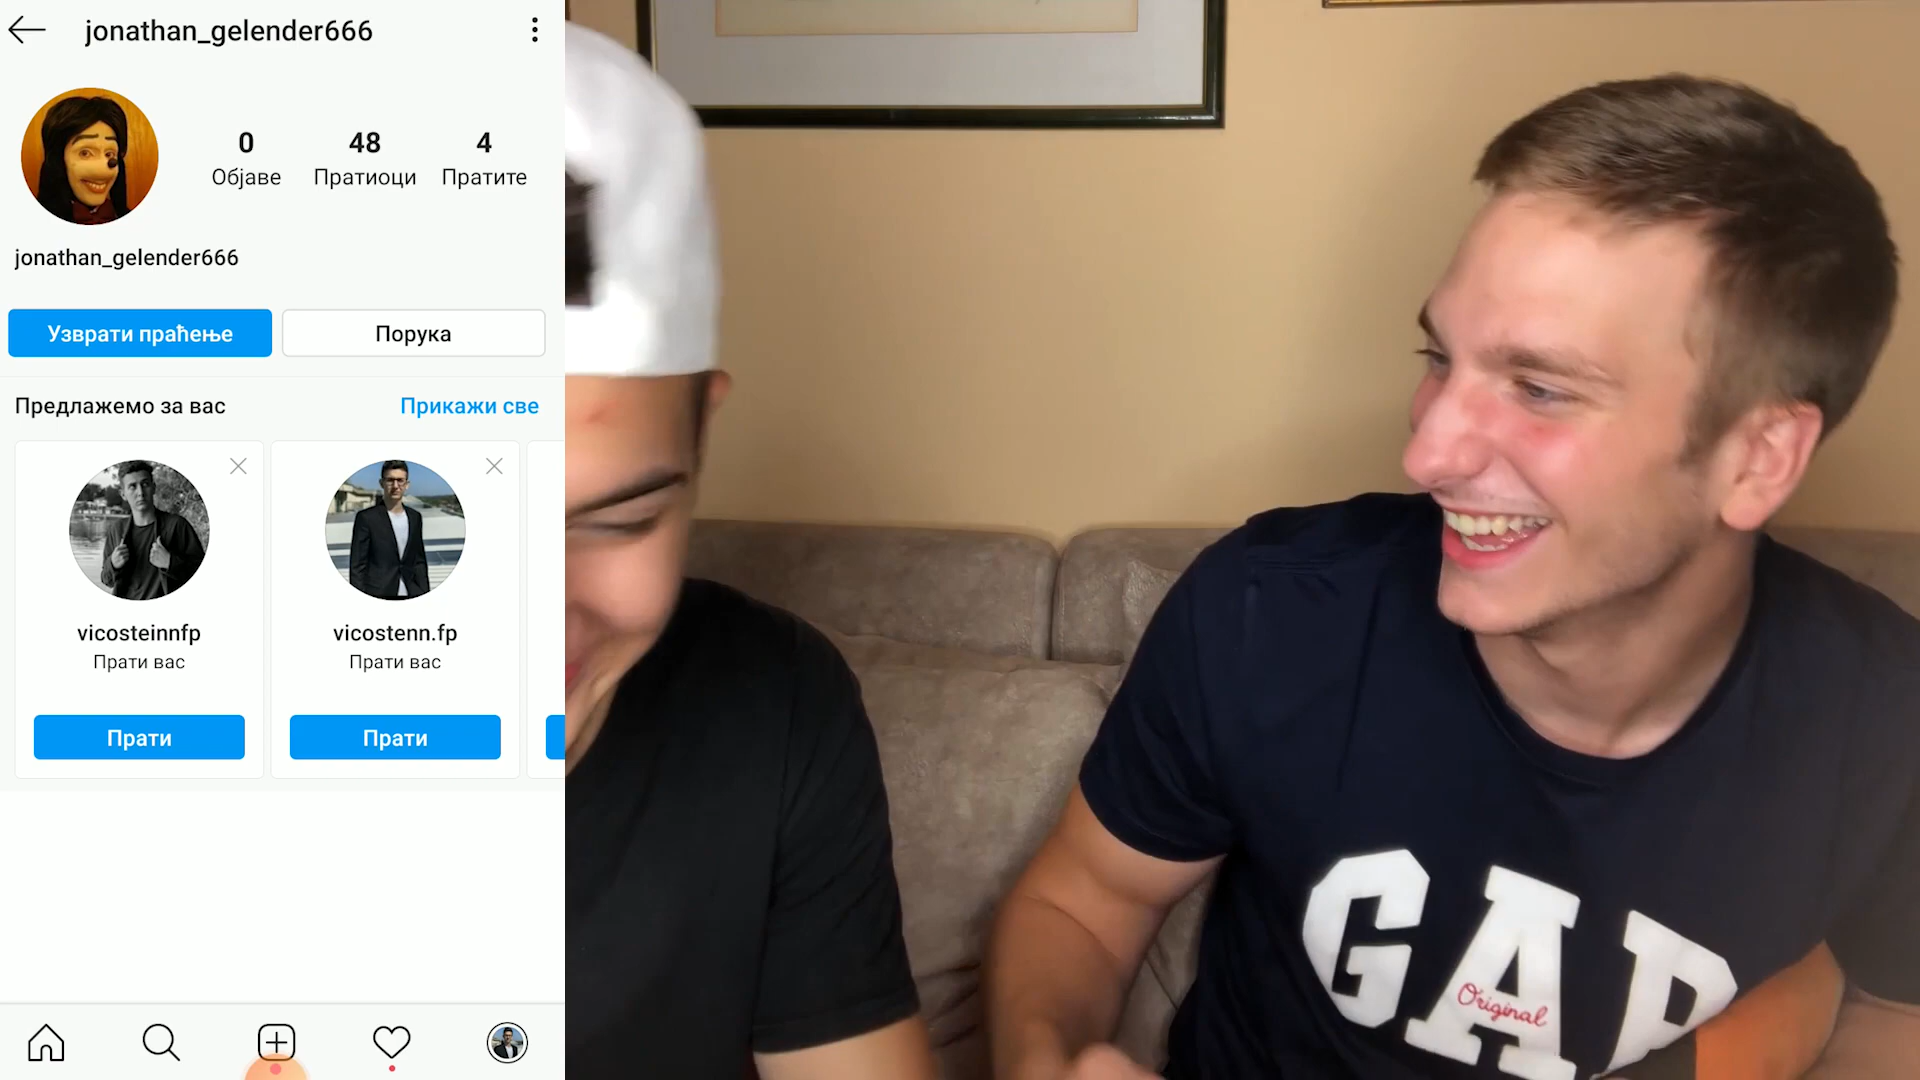 jonathan_gelender666
0 48 4
Објаве Пратиоци Пратите
jonathan_gelender666
Узврати праћење Порука
Предлажемо за вас Прикажи све
vicosteinnfp vicostenn.fp
Прати вас Прати вас
Прати Прати
GAP
Original